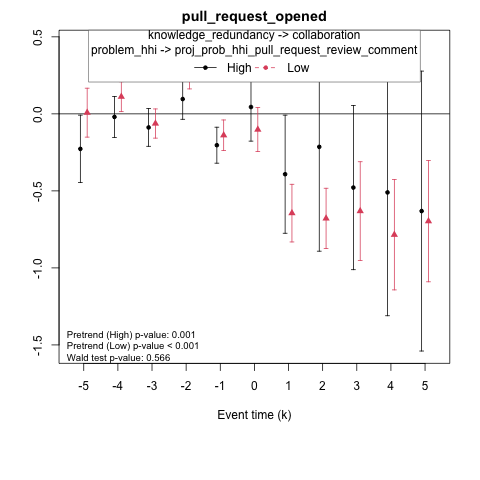 pull_request_opened
knowledge_redundancy -> collaboration
problem_hhi -> proj_prob_hhi_pull_request_review_comment
High Low
0.5
0.0
-0.5
-1.0
-1.5
Pretrend (High) p-value: 0.001
Pretrend (Low) p-value < 0.001
Wald test p-value: 0.566
-5 -4 -3 -2 -1 0 1 2 3 4 5
Event time (k)